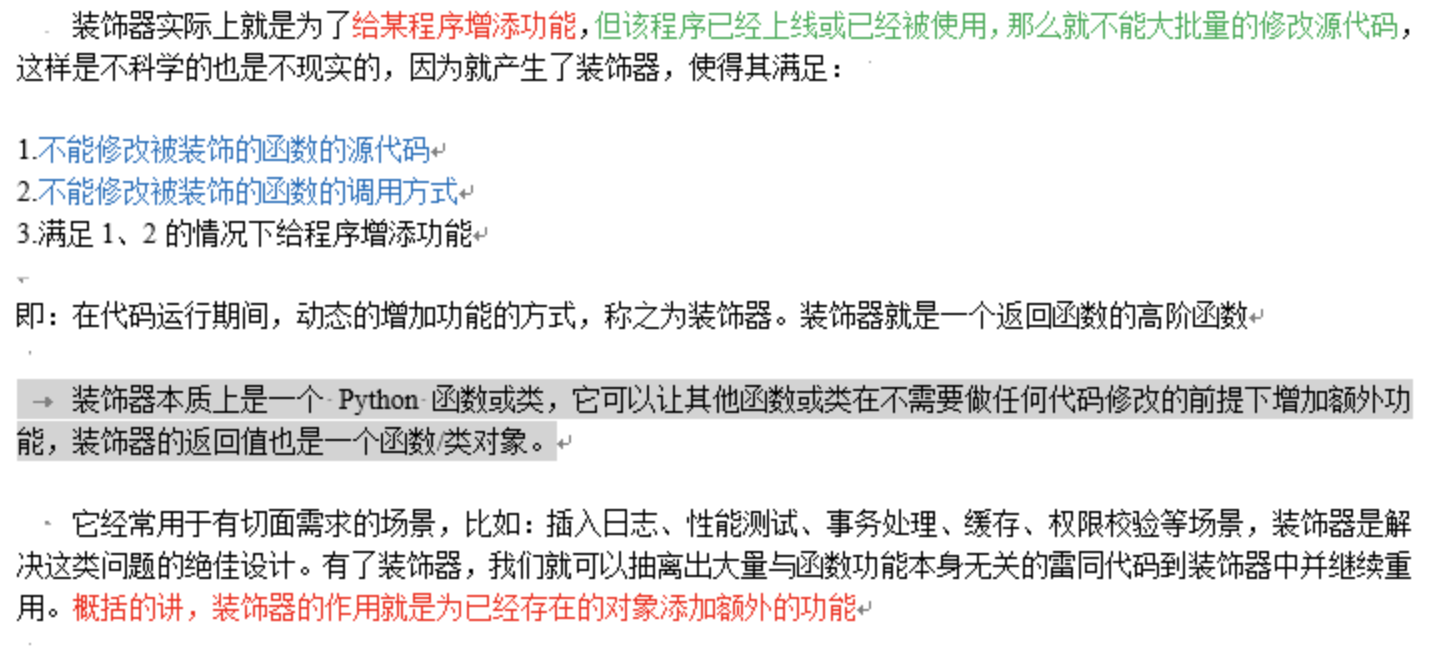 装饰器实际上就是为了给某程序增添功能，但该程序已经上线或已经被使用，那么就不能大批量的修改源代码，
这样是不科学的也是不现实的，因为就产生了装饰器，使得其满足：
1.不能修改被装饰的函数的源代码
2.不能修改被装饰的函数的调用方式
3.满足 1、2 的情况下给程序增添功能
即：在代码运行期间，动态的增加功能的方式，称之为装饰器。装饰器就是一个返回函数的高阶函数
装饰器本质上是一个 Python 函数或类，它可以让其他函数或类在不需要做任何代码修改的前提下增加额外功
能，装饰器的返回值也是一个函数/类对象。
它经常用于有切面需求的场景，比如：插入日志、性能测试、事务处理、缓存、权限校验等场景，装饰器是解
决这类问题的绝佳设计。有了装饰器，我们就可以抽离出大量与函数功能本身无关的雷同代码到装饰器中并继续重
用。概括的讲，装饰器的作用就是为已经存在的对象添加额外的功能